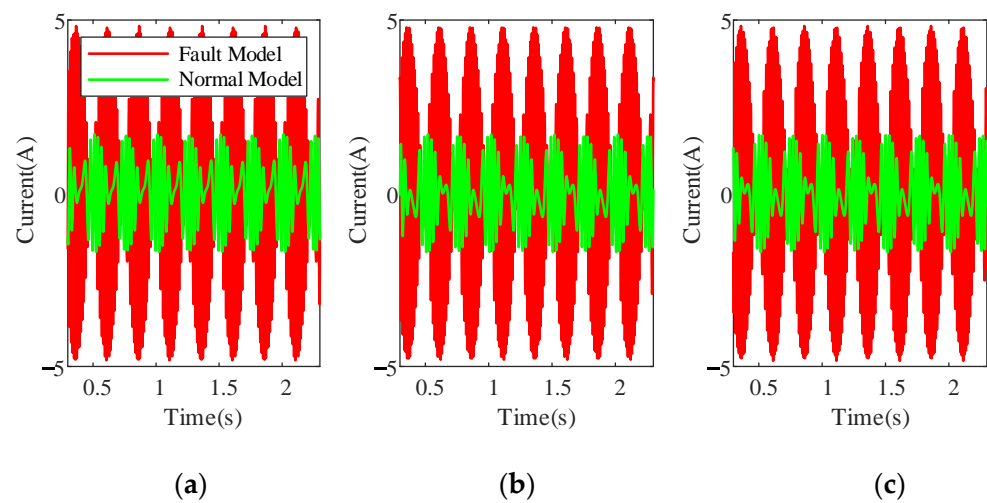 5
Fault Model
Normal Model
0
−5
Current(A)
0.5 1 1.5 2
Time(s)
(a)
5
0
−5
Current(A)
0.5 1 1.5 2
Time(s)
(b)
5
0
−5
Current(A)
0.5 1 1.5 2
Time(s)
(c)